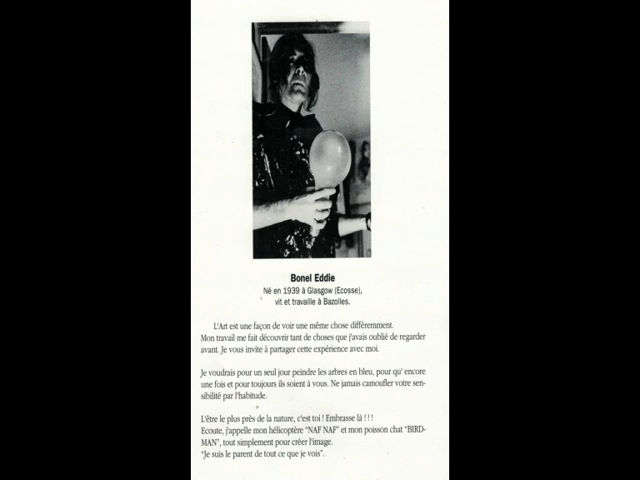 Bonel Eddie
Né en 1939 à Glasgow (Ecosse),
vit et travaille à Bazolles.
L'Art est une façon de voir une même chose différemment.
Mon travail me fait découvrir tant de choses que j'avais oublié de regarder
avant. Je vous invite à partager cette expérience avec moi.
Je voudrais pour un seul jour peindre les arbres en bleu, pour qu' encore
une fois et pour toujours ils soient à vous. Ne jamais camoufler votre sen-
sibilité par l'habitude.
L'être le plus près de la nature, c'est toi ! Embrasse là ! ! !
Ecoute, j'appelle mon hélicoptère "NAF NAF" et mon poisson chat "BIRD-
MAN", tout simplement pour créer l'image.
"Je suis le parent de tout ce que je vois".